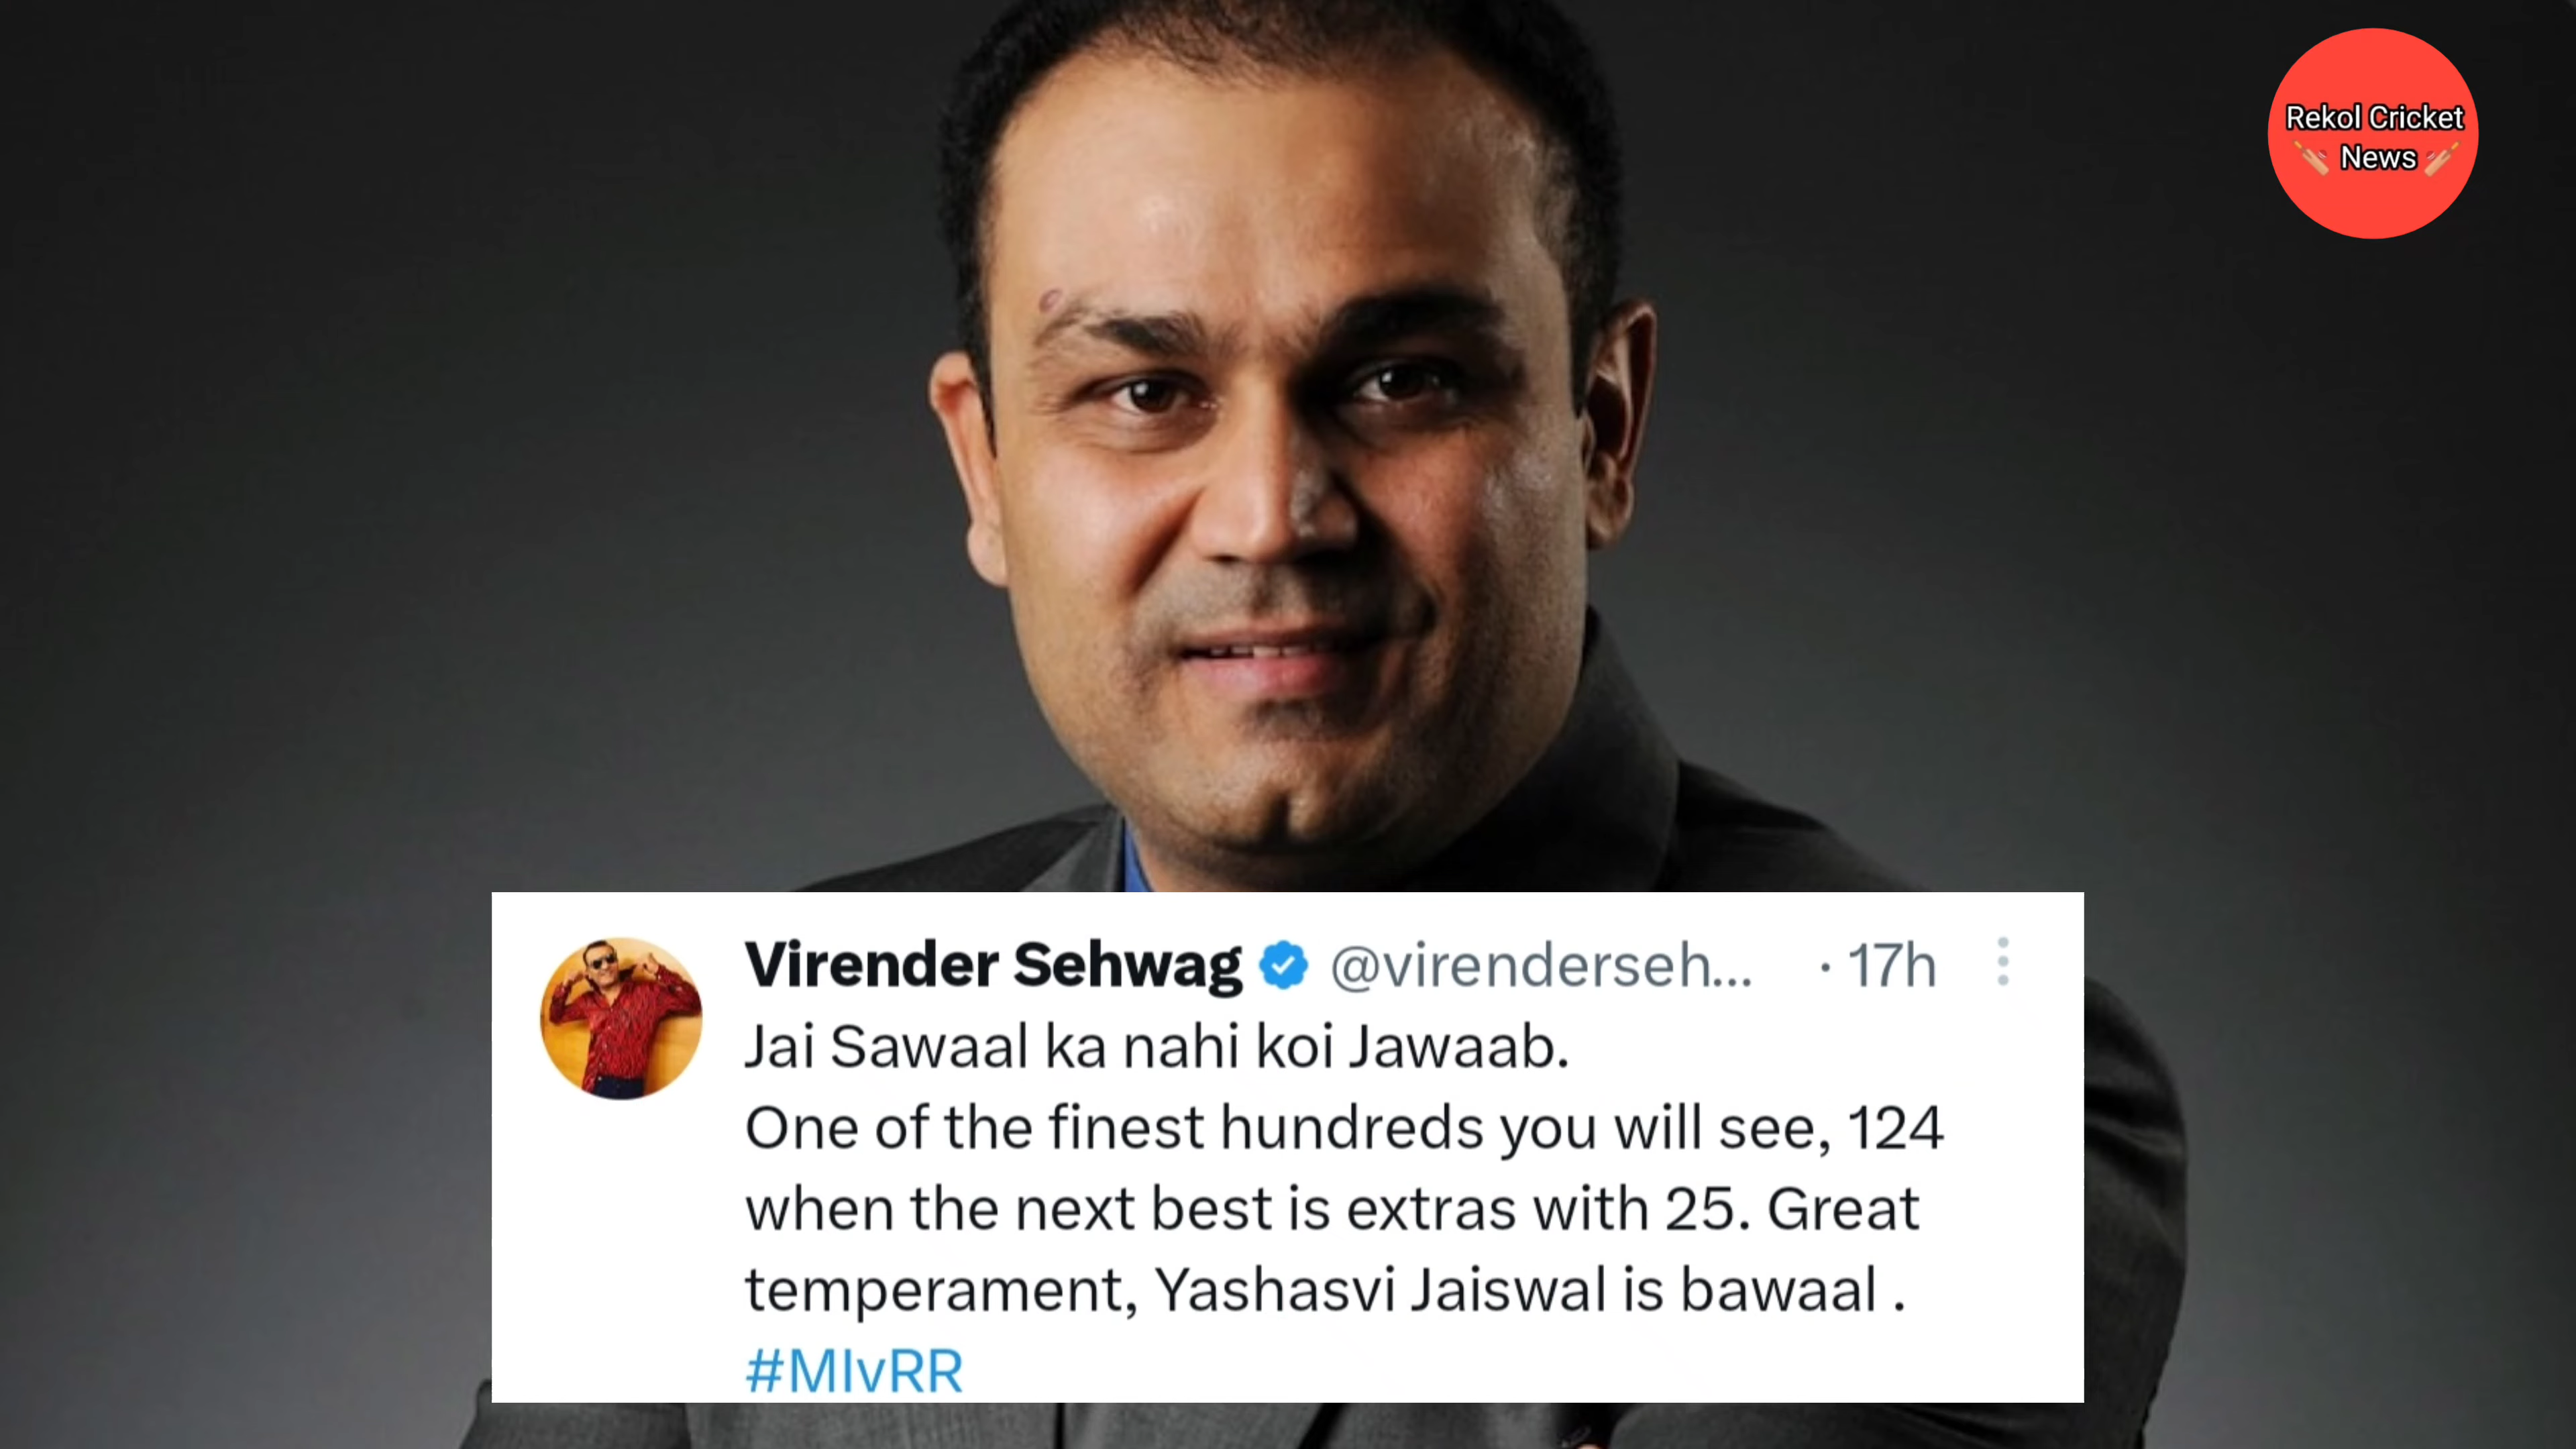 Rekol Cricket
News
Virender Sehwag @virenderseh... · 17h
Jai Sawaal ka nahi koi Jawaab.
One of the finest hundreds you will see, 124
when the next best is extras with 25. Great
temperament, Yashasvi Jaiswal is bawaal .
#MIvRR